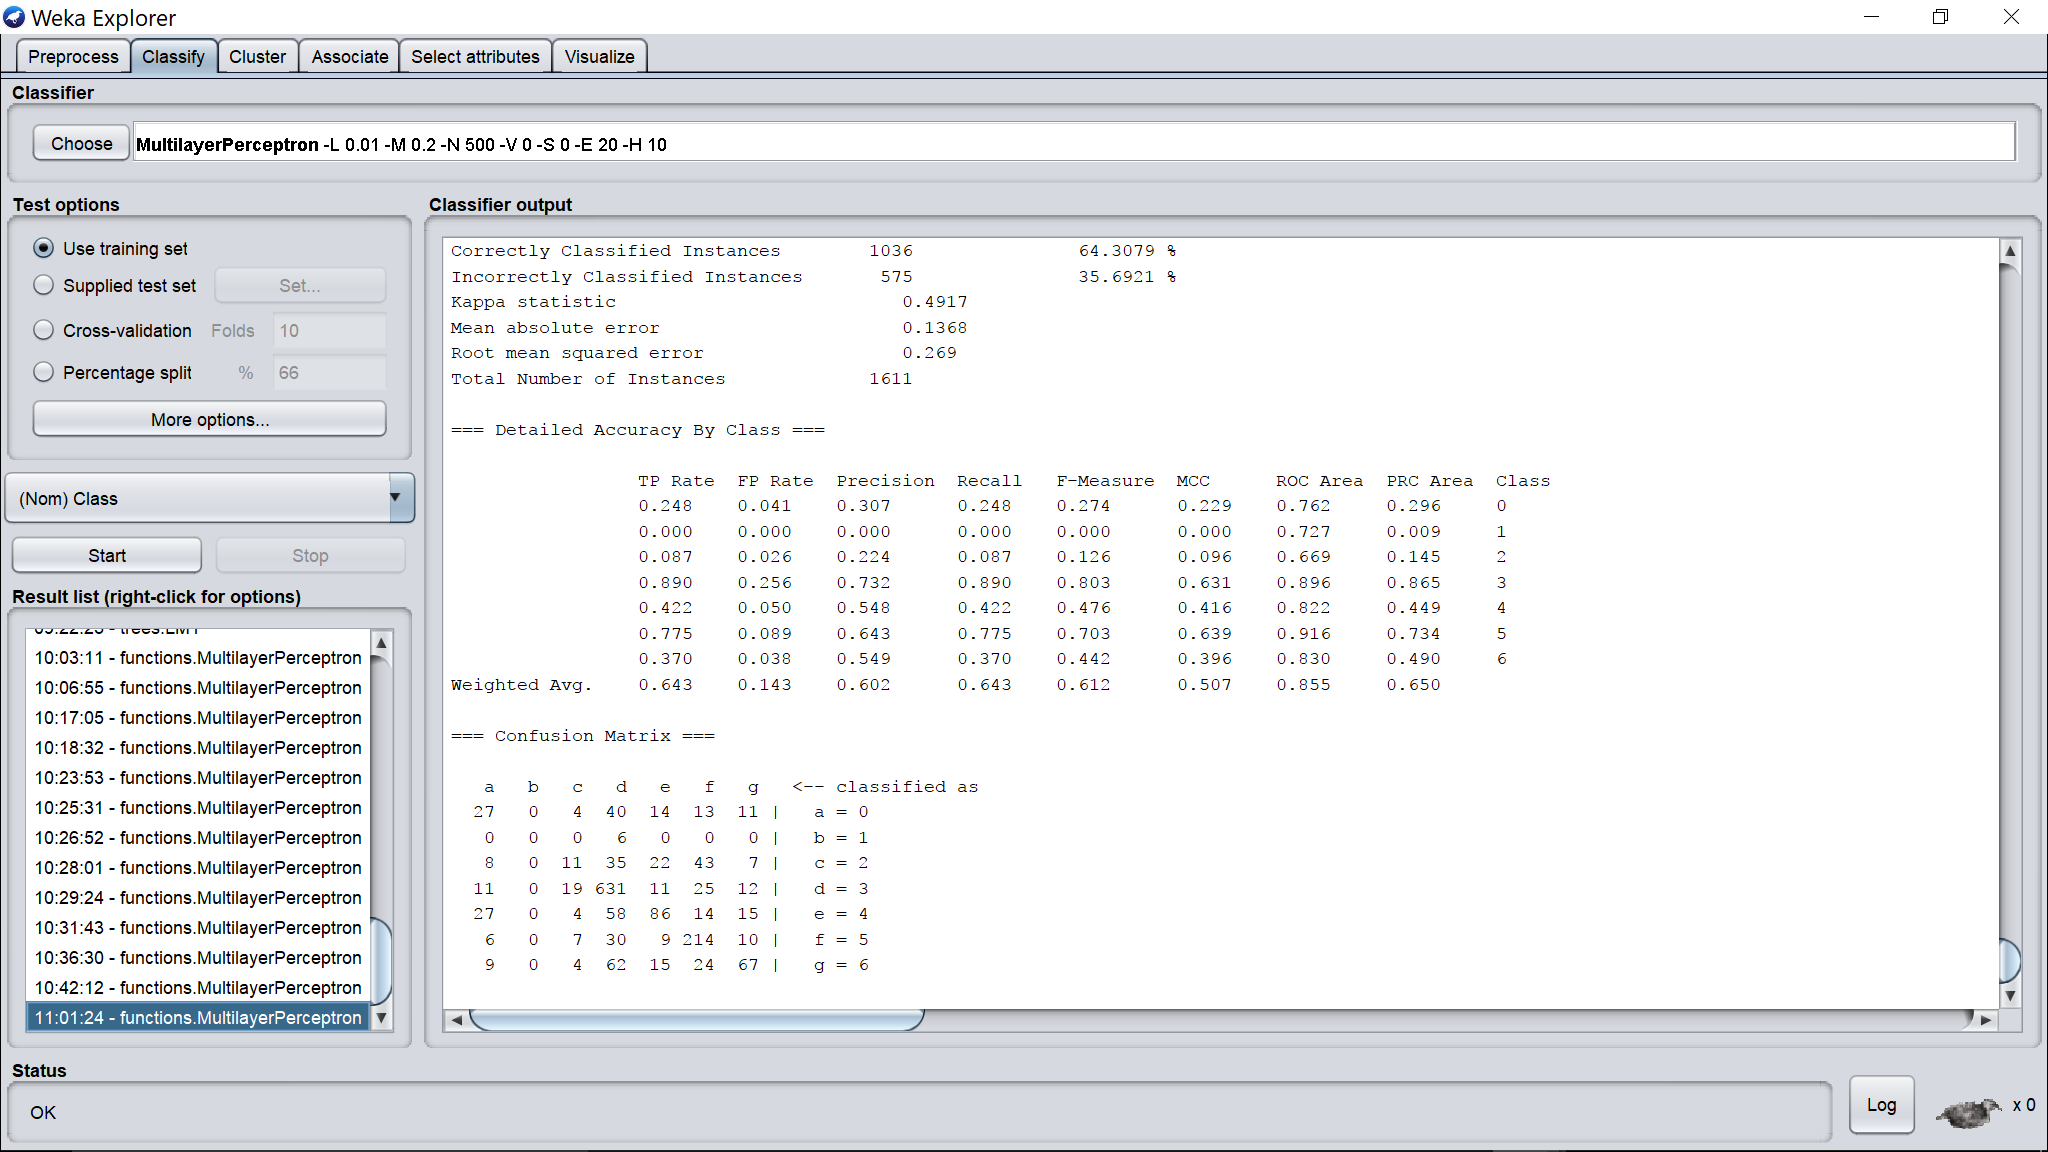 Weka Explorer
Preprocess Classify Cluster Associate Select attributes Visualize
Classifier
Choose MultilayerPerceptron -L 0.01 -M 0.2 -N 500 -V 0 -S 0 -E 20 -H 10
Test options
Use training set
Supplied test set Set...
Cross-validation Folds 10
Percentage split % 66
More options...
(Nom) Class
Start Stop
Result list (right-click for options)
10:03:11 - functions.MultilayerPerceptron
10:06:55 - functions.MultilayerPerceptron
10:17:05 - functions.MultilayerPerceptron
10:18:32 - functions.MultilayerPerceptron
10:23:53 - functions.MultilayerPerceptron
10:25:31 - functions.MultilayerPerceptron
10:26:52 - functions.MultilayerPerceptron
10:28:01 - functions.MultilayerPerceptron
10:29:24 - functions.MultilayerPerceptron
10:31:43 - functions.MultilayerPerceptron
10:36:30 - functions.MultilayerPerceptron
10:42:12 - functions.MultilayerPerceptron
11:01:24 - functions.MultilayerPerceptron
Classifier output
Correctly Classified Instances 1036 64.3079 %
Incorrectly Classified Instances 575 35.6921 %
Kappa statistic 0.4917
Mean absolute error 0.1368
Root mean squared error 0.269
Total Number of Instances 1611
=== Detailed Accuracy By Class ===
TP Rate FP Rate Precision Recall F-Measure MCC ROC Area PRC Area Class
0.248 0.041 0.307 0.248 0.274 0.229 0.762 0.296 0
0.000 0.000 0.000 0.000 0.000 0.000 0.727 0.009 1
0.087 0.026 0.224 0.087 0.126 0.096 0.669 0.145 2
0.890 0.256 0.732 0.890 0.803 0.631 0.896 0.865 3
0.422 0.050 0.548 0.422 0.476 0.416 0.822 0.449 4
0.775 0.089 0.643 0.775 0.703 0.639 0.916 0.734 5
0.370 0.038 0.549 0.370 0.442 0.396 0.830 0.490 6
Weighted Avg. 0.643 0.143 0.602 0.643 0.612 0.507 0.855 0.650
=== Confusion Matrix ===
a b c d e f g <-- classified as
27 0 4 40 14 13 11 | a = 0
0 0 0 6 0 0 0 | b = 1
8 0 11 35 22 43 7 | c = 2
11 0 19 631 11 25 12 | d = 3
27 0 4 58 86 14 15 | e = 4
6 0 7 30 9 214 10 | f = 5
9 0 4 62 15 24 67 | g = 6
Status
OK
Log x 0